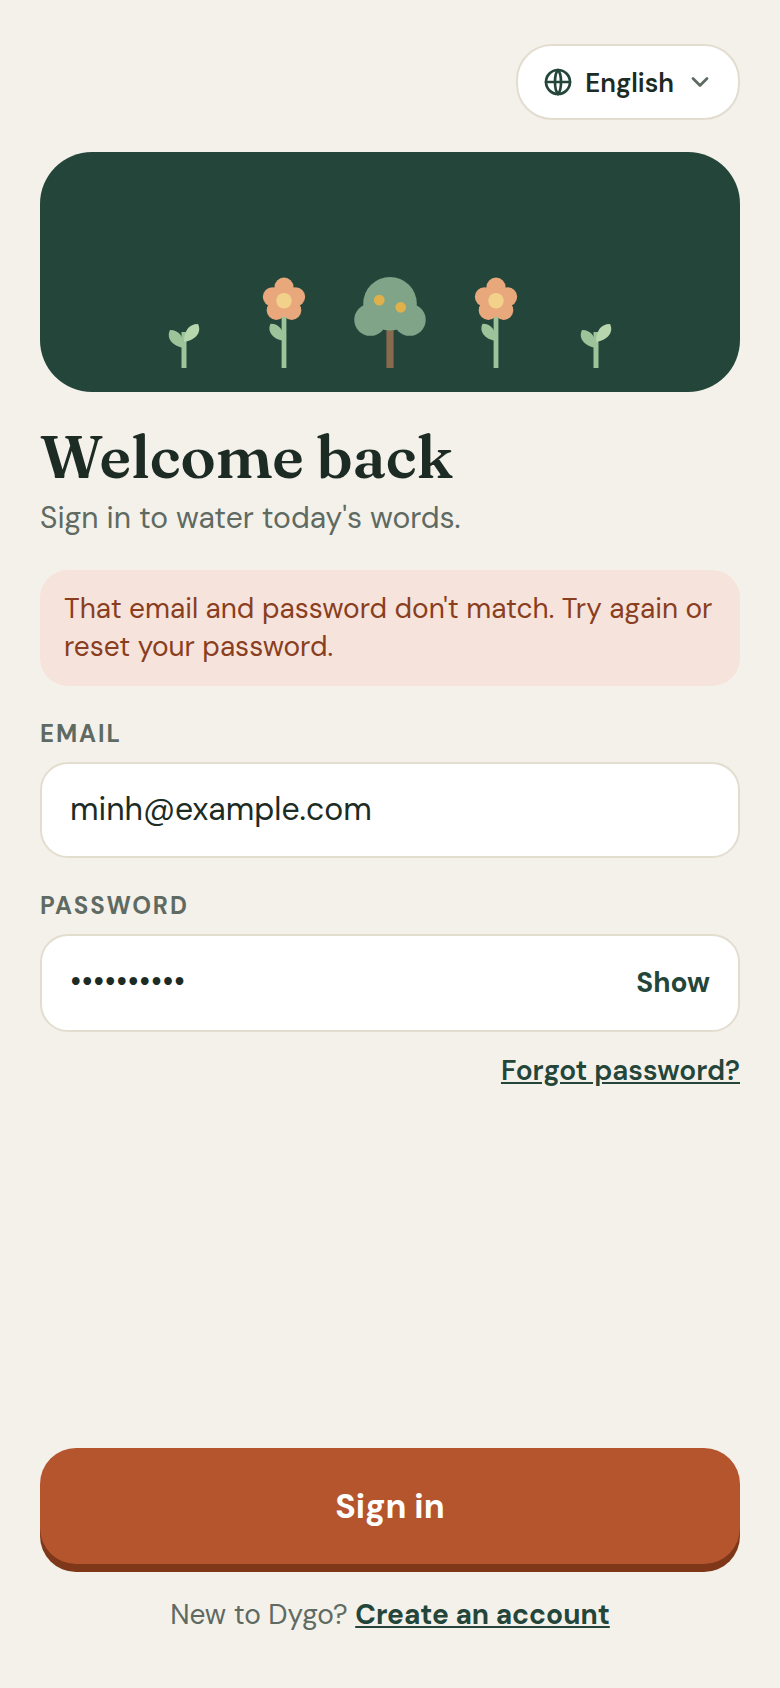 English
Welcome back
Sign in to water today's words.
That email and password don't match. Try again or
reset your password.
EMAIL
minh@example.com
PASSWORD
••••••••••
Show
Forgot password?
Sign in
New to Dygo? Create an account